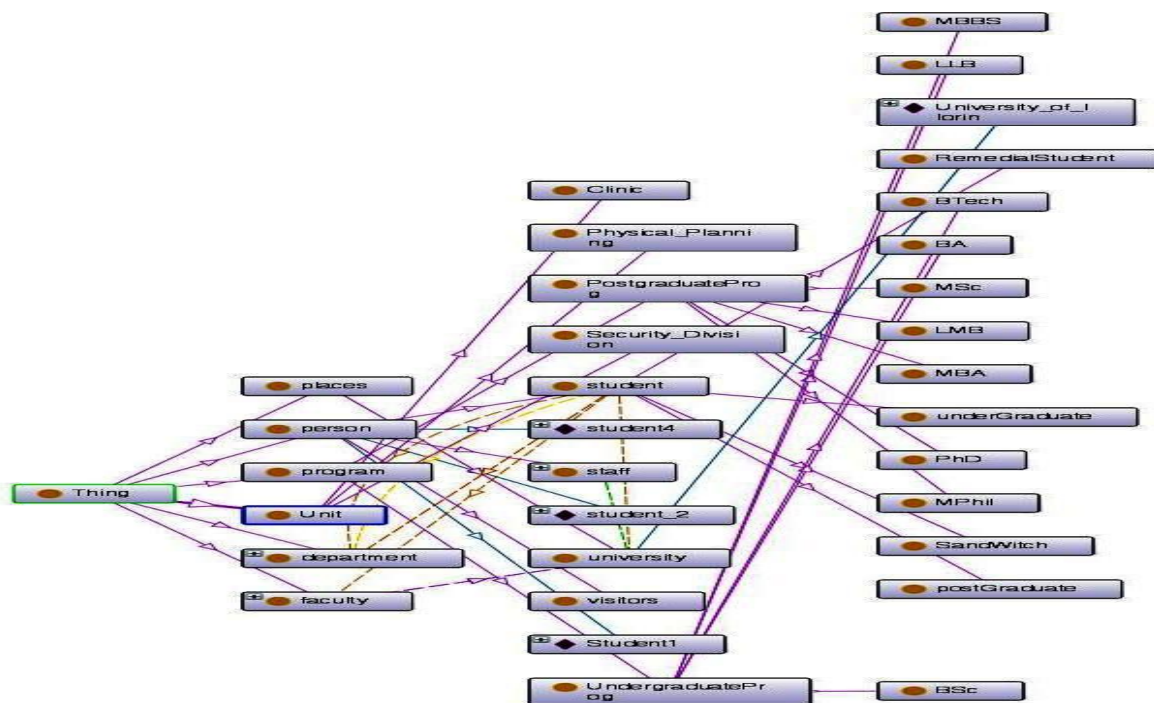 Thing
places
person
program
Unit
department
faculty
Clinic
Physical_Planni
ng
PostgraduatePro
g
Security_Divisi
on
student
student4
staff
student_2
university
visitors
Student1
UndergraduatePr
og
MBBS
LLB
University_of_I
lorin
RemedialStudent
BTech
BA
MSc
LMB
MBA
underGraduate
PhD
MPhil
SandWitch
postGraduate
BSc